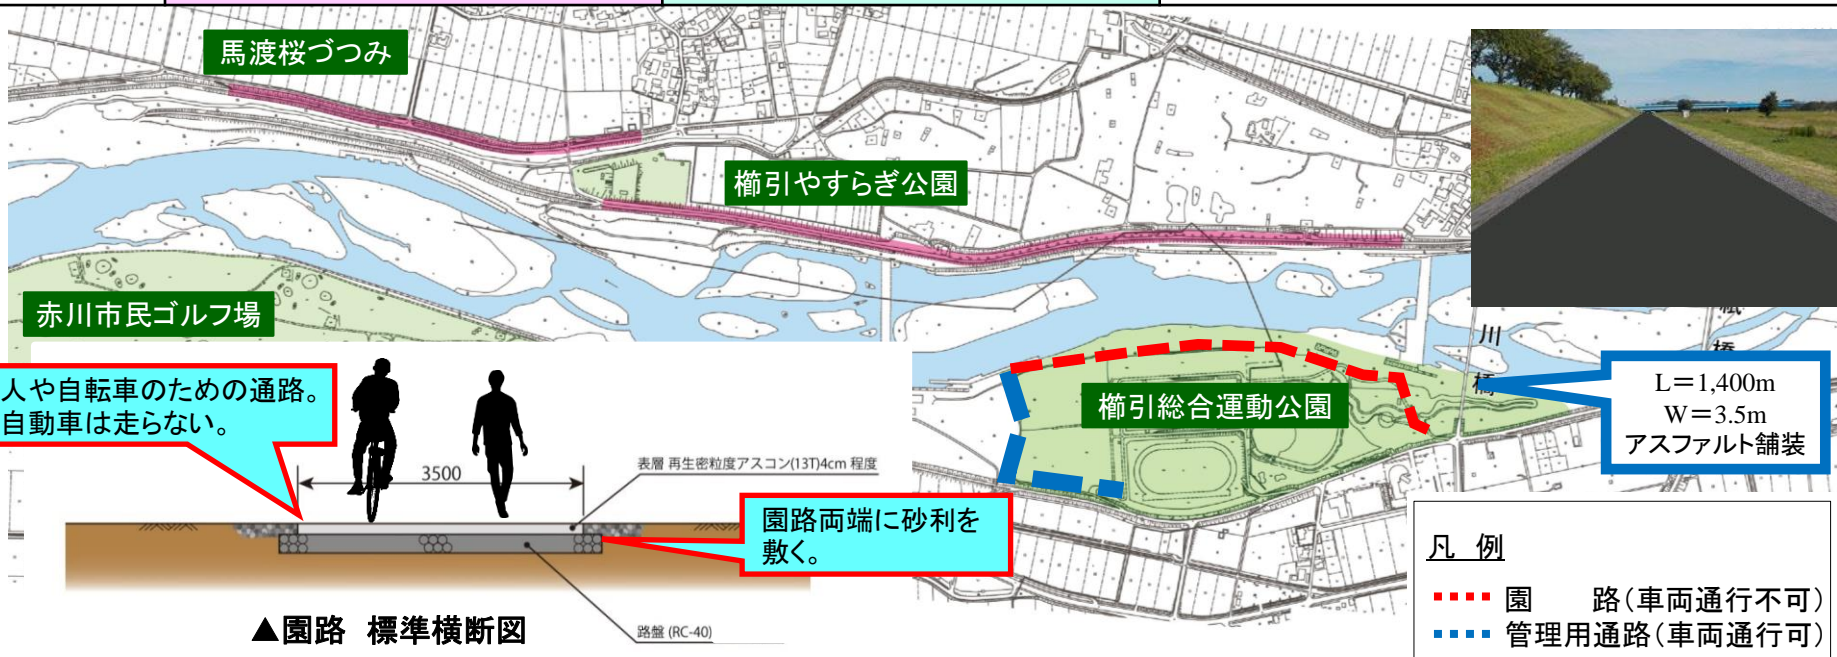 馬渡桜づつみ
櫛引やすらぎ公園
赤川市民ゴルフ場
人や自転車のための通路。
自動車は走らない。
3500
表層 再生密粒度アスコン(13T)4cm 程度
園路両端に砂利を
敷く。
路盤 (RC-40)
▲園路 標準横断図
櫛引総合運動公園
川
橋
橋
L＝1,400m
W＝3.5m
アスファルト舗装
凡 例
園 路(車両通行不可)
管理用通路(車両通行可)